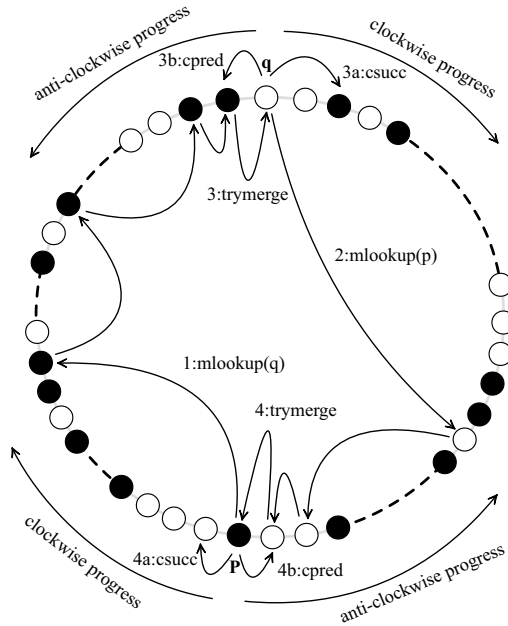 anti-clockwise progress
clockwise progress
3b:cpred
q
3a:csucc
3:trymerge
2:mlookup(p)
1:mlookup(q)
4:trymerge
4a:csucc
P
4b:cpred
clockwise progress
anti-clockwise progress